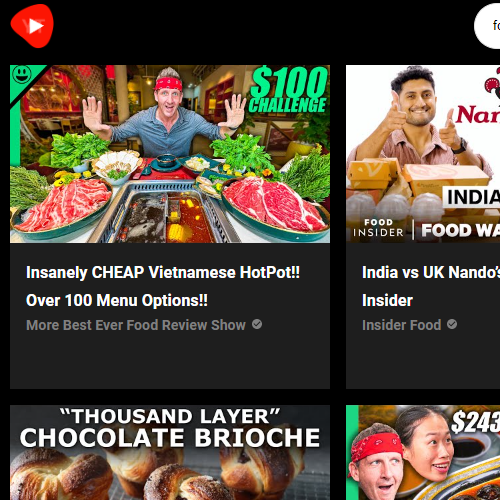 $100
CHALLENGE
Insanely CHEAP Vietnamese HotPot!!
Over 100 Menu Options!!
More Best Ever Food Review Show
Nan
INDIA
FOOD
INSIDER
FOOD WA
India vs UK Nando's
Insider
Insider Food
"THOUSAND LAYER"
CHOCOLATE BRIOCHE
$243